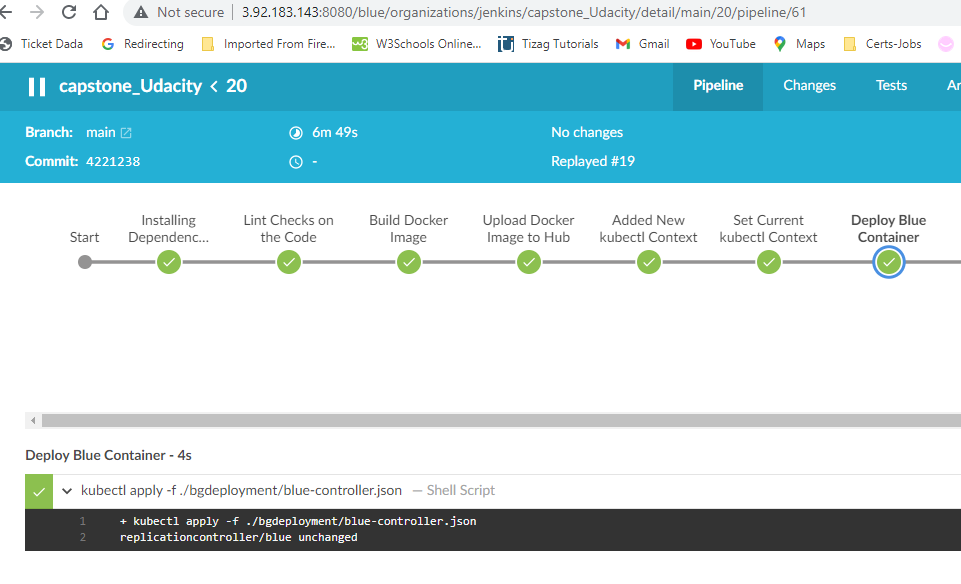 Not secure | 3.92.183.143:8080/blue/organizations/jenkins/capstone_Udacity/detail/main/20/pipeline/61
Ticket Dada Redirecting Imported From Fire... W3Schools Online... Tizag Tutorials Gmail YouTube Maps Certs-Jobs
capstone_Udacity < 20 Pipeline Changes Tests Ar
Branch: main 6m 49s No changes
Commit: 4221238 - Replayed #19
Start
Installing
Dependenc...
Lint Checks on
the Code
Build Docker
Image
Upload Docker
Image to Hub
Added New
kubectl Context
Set Current
kubectl Context
Deploy Blue
Container
Deploy Blue Container - 4s
kubectl apply -f ./bgdeployment/blue-controller.json — Shell Script
1 + kubectl apply -f ./bgdeployment/blue-controller.json
2 replicationcontroller/blue unchanged